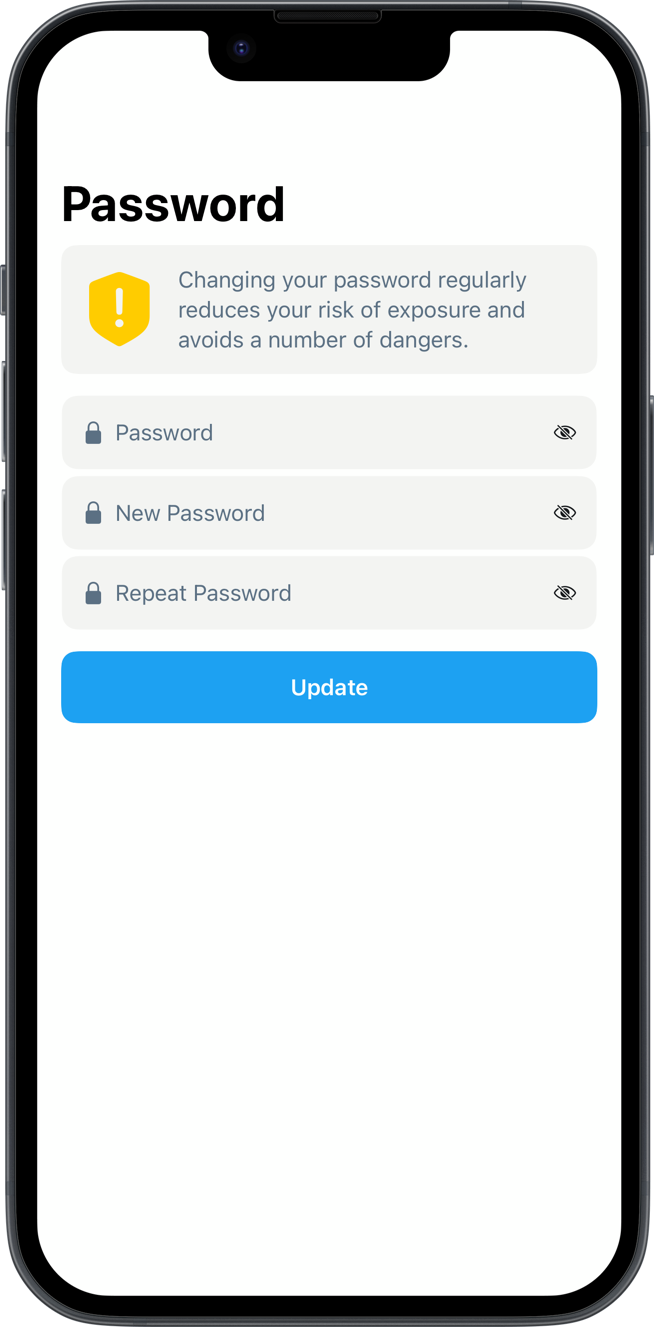 Password
Changing your password regularly
reduces your risk of exposure and
avoids a number of dangers.
Password
New Password
Repeat Password
Update